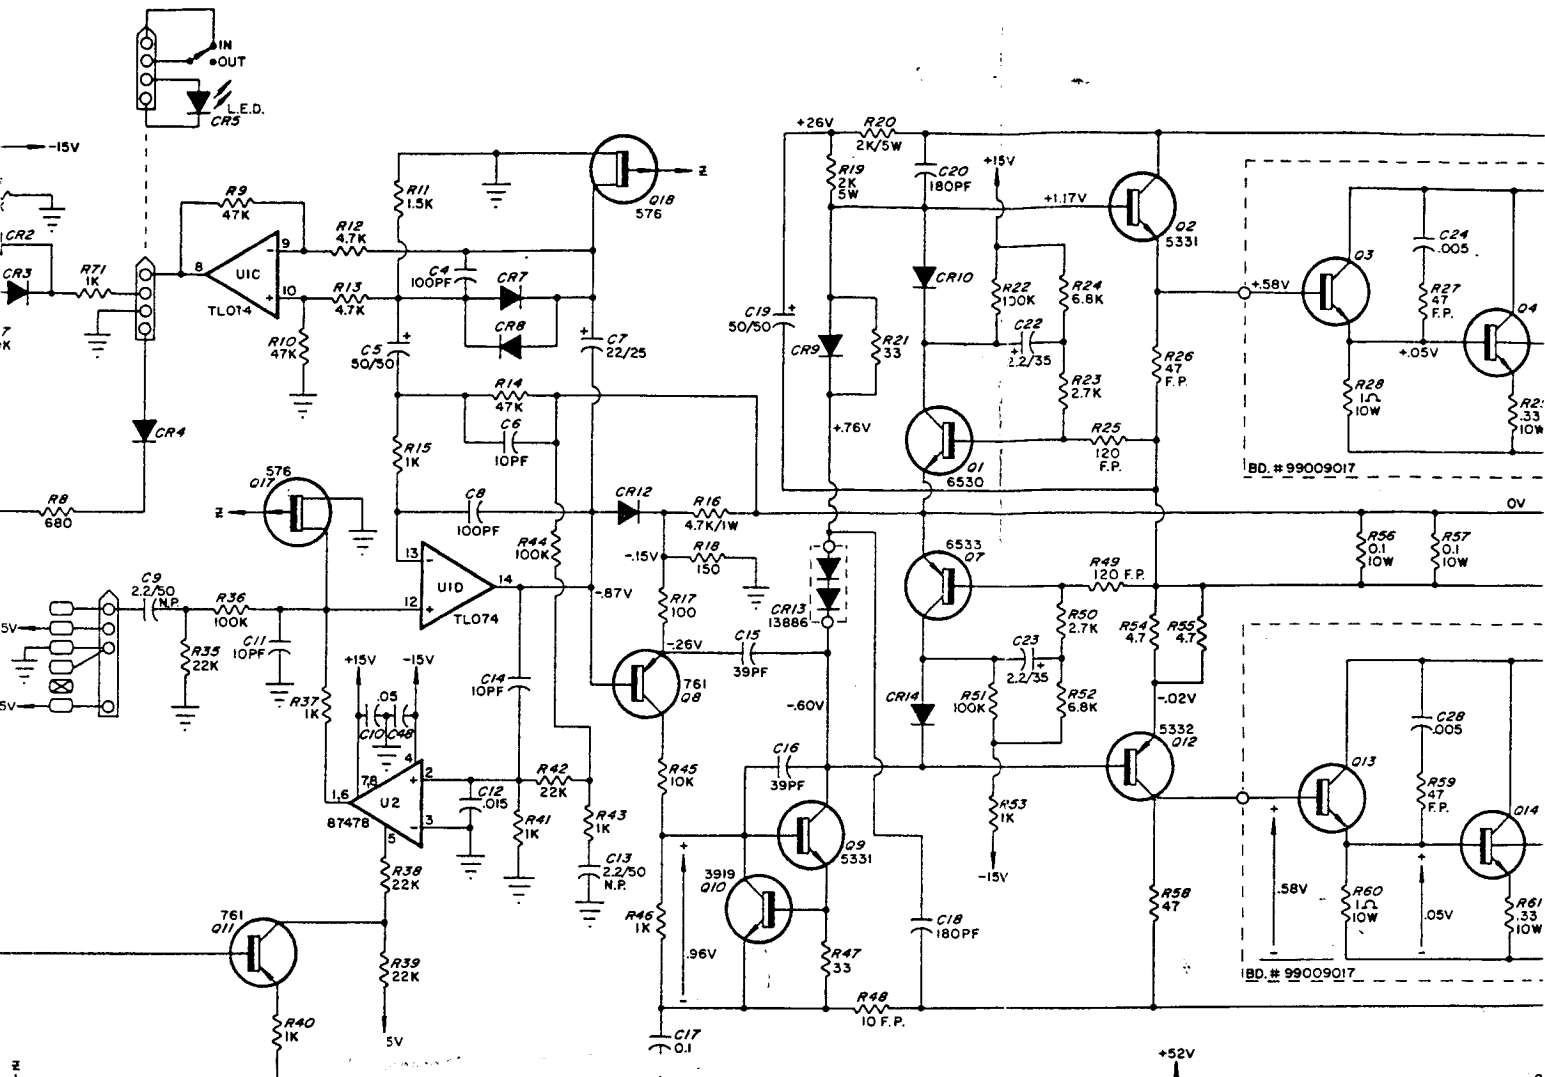 IN
OUT
L.E.D.
CR5
-15V
CR2
CR3
R71
1K
R9
47K
8
9
10
U1C
TL074
R12
4.7K
R13
4.7K
R10
47K
R11
1.5K
C4
100PF
CR7
CR8
C5
50/50
+
C7
22/25
+
Q18
576
Z
R14
47K
C6
10PF
R15
1K
CR4
576
Q17
Z
R8
680
C8
100PF
CR12
R16
4.7K/1W
R44
100K
-.15V
R18
150
R17
100
13
12
14
U1D
TL074
-.87V
C9
2.2/50
N.P.
R36
100K
R35
22K
C11
10PF
R37
1K
5V
5V
+15V
-15V
.05
C10
C48
4
7,8
1,6
U2
87478
2
3
5
C12
.015
C14
10PF
R41
1K
R42
22K
R43
1K
C13
2.2/50
N.P.
R38
22K
R39
22K
5V
761
Q11
R40
1K
Z
-.26V
761
Q8
C15
39PF
R45
10K
R46
1K
.96V
+
-
C17
0.1
C16
39PF
Q9
5331
3919
Q10
R47
33
R48
10 F.P.
C18
180PF
+26V
R20
2K/5W
R19
2K
5W
C20
180PF
+15V
+1.17V
Q2
5331
CR10
R22
100K
R24
6.8K
C22
2.2/35
+
R23
2.7K
C19
50/50
+
CR9
R21
33
+.76V
Q1
6530
R25
120
F.P.
R26
47
F.P.
6533
Q7
R49
120 F.P.
R50
2.7K
CR13
13886
C23
2.2/35
+
R51
100K
R52
6.8K
CR14
-.60V
R53
1K
-15V
R54
4.7
R55
4.7
-.02V
5332
Q12
R58
47
+52V
+.58V
Q3
C24
.005
R27
47
F.P.
Q4
+.05V
R28
1Ω
10W
.33
10W
BD. # 99009017
0V
R56
0.1
10W
R57
0.1
10W
Q13
C28
.005
R59
47
F.P.
Q14
+
.58V
-
R60
1Ω
10W
+
.05V
-
R61
.33
10W
BD. # 99009017